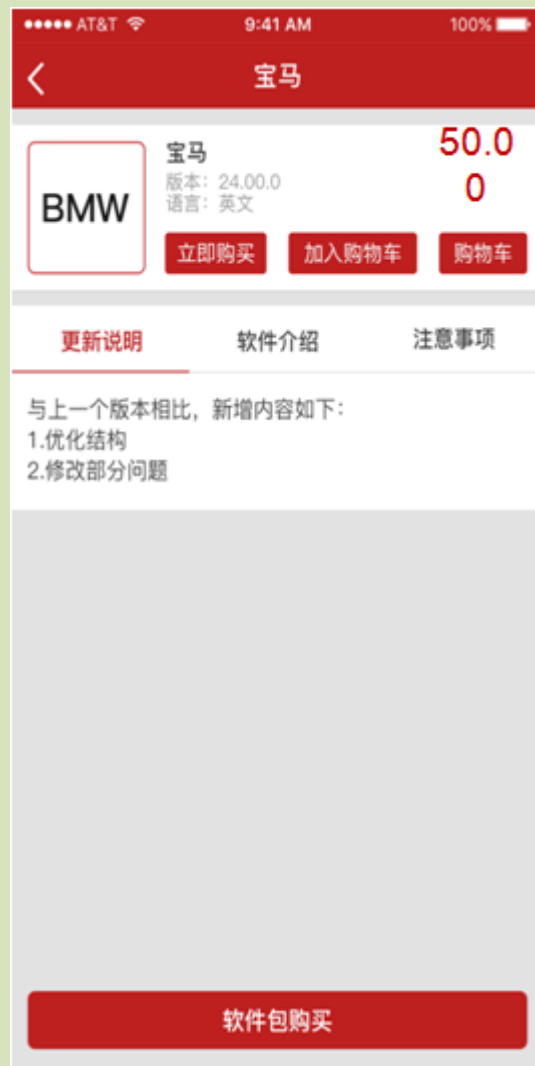 AT&T 9:41 AM 100%
宝马
BMW
宝马
版本：24.00.0
语言：英文
50.0
0
立即购买 加入购物车 购物车
更新说明 软件介绍 注意事项
与上一个版本相比，新增内容如下：
1.优化结构
2.修改部分问题
软件包购买